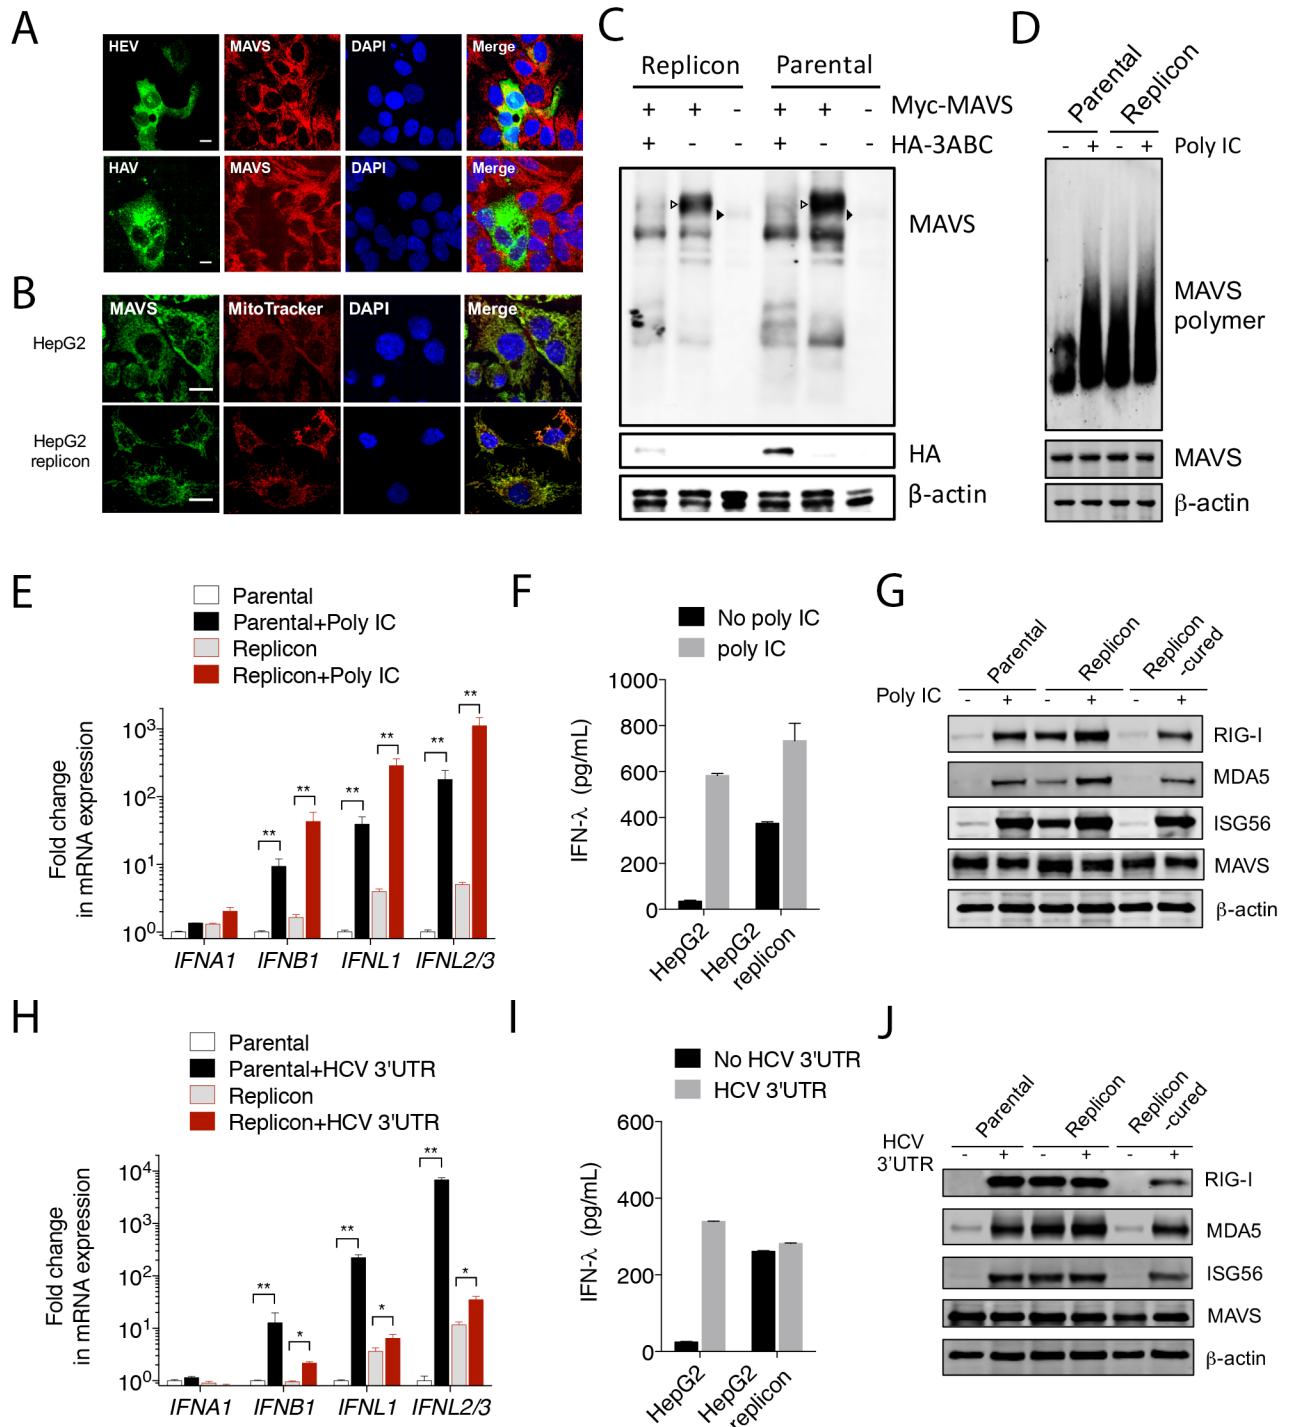 A
HEV
MAVS
DAPI
Merge
HAV
MAVS
DAPI
Merge
B
HepG2
MAVS
MitoTracker
DAPI
Merge
HepG2
replicon
C
Replicon
Parental
+ + - + + - Myc-MAVS
+ - - + - - HA-3ABC
MAVS
HA
β-actin
D
Parental
Replicon
- + - + Poly IC
MAVS
polymer
MAVS
β-actin
E
Parental
Parental+Poly IC
Replicon
Replicon+Poly IC
Fold change
in mRNA expression
10³
10²
10¹
10⁰
** ** ** ** ** **
IFNA1 IFNB1 IFNL1 IFNL2/3
F
No poly IC
poly IC
IFN-λ (pg/mL)
1000
800
600
400
200
0
HepG2
HepG2
replicon
G
Parental
Replicon
Replicon
-cured
Poly IC - + - + - +
RIG-I
MDA5
ISG56
MAVS
β-actin
H
Parental
Parental+HCV 3'UTR
Replicon
Replicon+HCV 3'UTR
Fold change
in mRNA expression
10⁴
10³
10²
10¹
10⁰
** * ** * ** *
IFNA1 IFNB1 IFNL1 IFNL2/3
I
No HCV 3'UTR
HCV 3'UTR
IFN-λ (pg/mL)
600
400
200
0
HepG2
HepG2
replicon
J
Parental
Replicon
Replicon
-cured
HCV
3'UTR
- + - + - +
RIG-I
MDA5
ISG56
MAVS
β-actin